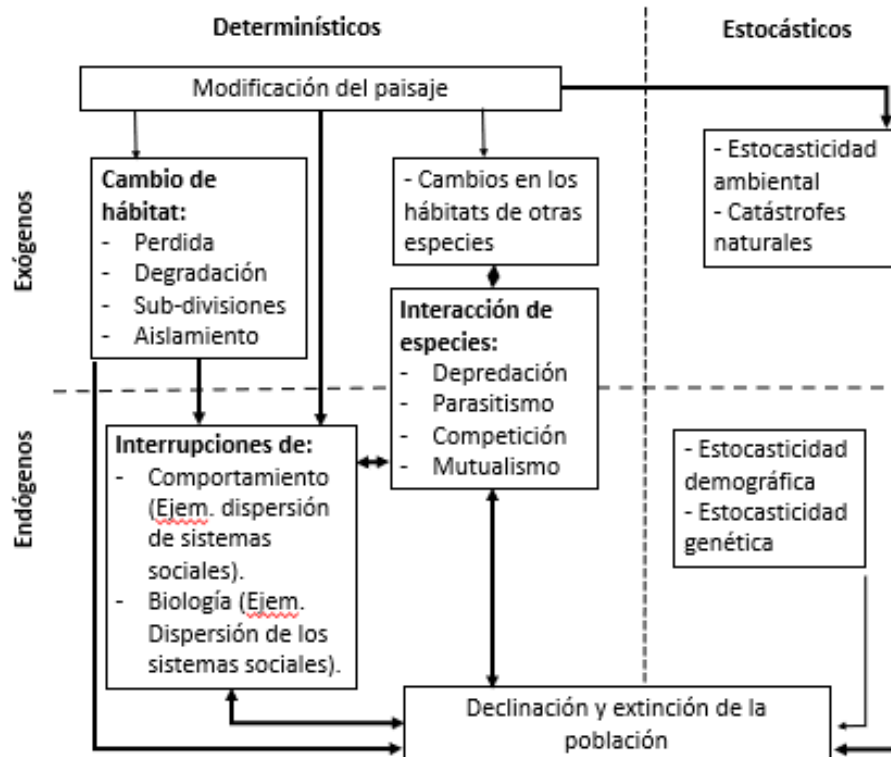 Determinísticos
Estocásticos
Exógenos
Endógenos
Modificación del paisaje
Cambio de
hábitat:
- Perdida
- Degradación
- Sub-divisiones
- Aislamiento
- Cambios en los
hábitats de otras
especies
- Estocasticidad
ambiental
- Catástrofes
naturales
Interacción de
especies:
- Depredación
- Parasitismo
- Competición
- Mutualismo
Interrupciones de:
- Comportamiento
(Ejem. dispersión
de sistemas
sociales).
- Biología (Ejem.
Dispersión de los
sistemas sociales).
- Estocasticidad
demográfica
- Estocasticidad
genética
Declinación y extinción de la
población